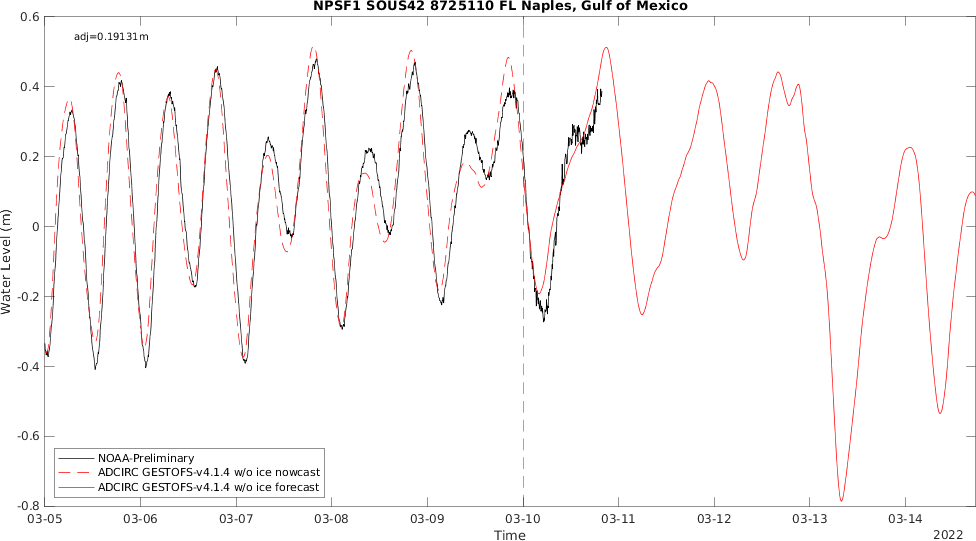 NPSF1 SOUS42 8725110 FL Naples, Gulf of Mexico
adj=0.19131m
0.6
0.4
0.2
0
-0.2
-0.4
-0.6
-0.8
Water Level (m)
NOAA-Preliminary
ADCIRC GESTOFS-v4.1.4 w/o ice nowcast
ADCIRC GESTOFS-v4.1.4 w/o ice forecast
03-05 03-06 03-07 03-08 03-09 03-10 03-11 03-12 03-13 03-14
Time
2022